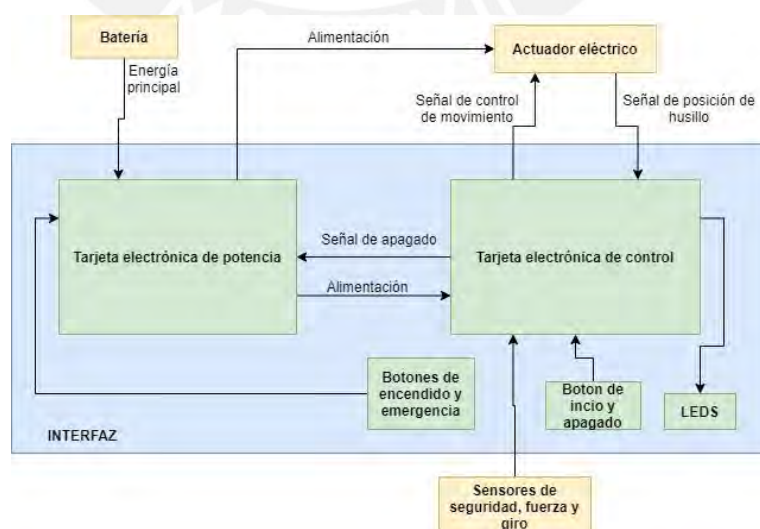 Batería
Alimentación
Actuador eléctrico
Energía
principal
Señal de control
de movimiento
Señal de posición de
husillo
Tarjeta electrónica de potencia
Señal de apagado
Tarjeta electrónica de control
Alimentación
Botones de
encendido y
emergencia
Boton de
incio y
apagado
LEDS
INTERFAZ
Sensores de
seguridad, fuerza y
giro